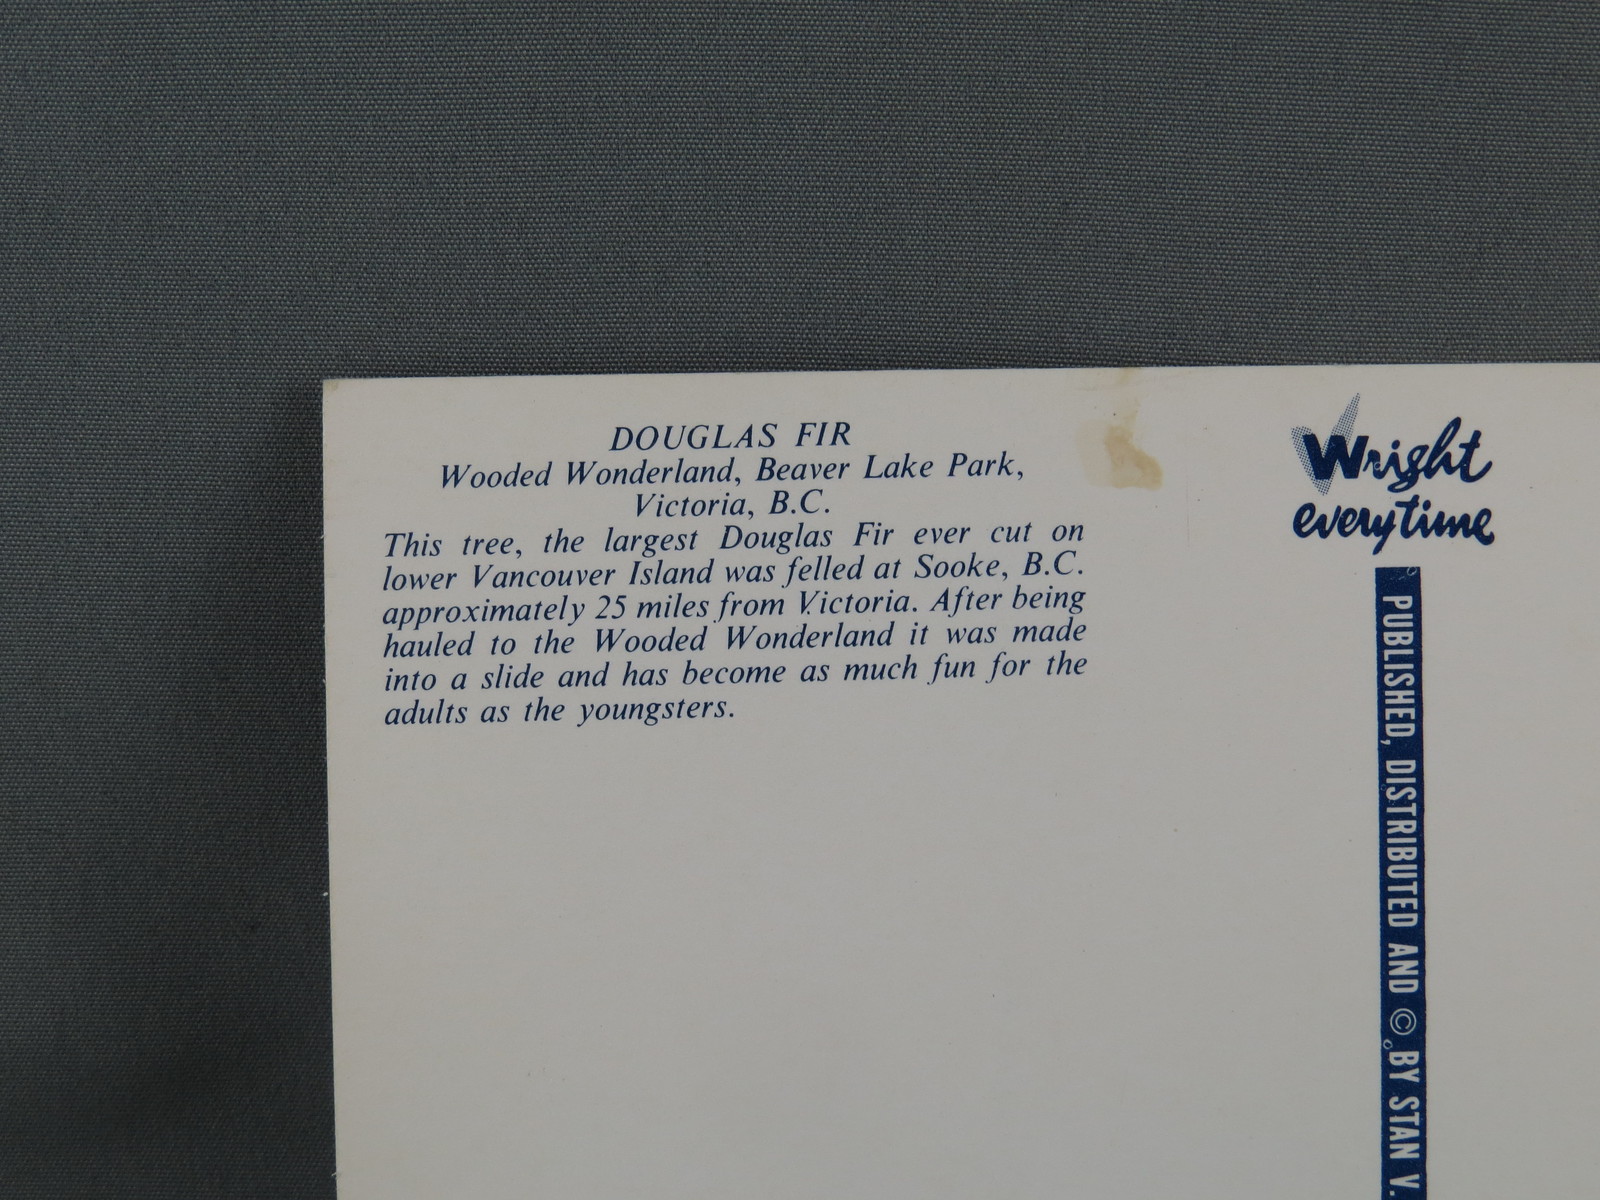 DOUGLAS FIR
Wooded Wonderland, Beaver Lake Park,
Victoria, B.C.
This tree, the largest Douglas Fir ever cut on
lower Vancouver Island was felled at Sooke, B.C.
approximately 25 miles from Victoria. After being
hauled to the Wooded Wonderland it was made
into a slide and has become as much fun for the
adults as the youngsters.
Wright
everytime
PUBLISHED, DISTRIBUTED AND © BY STAN V.